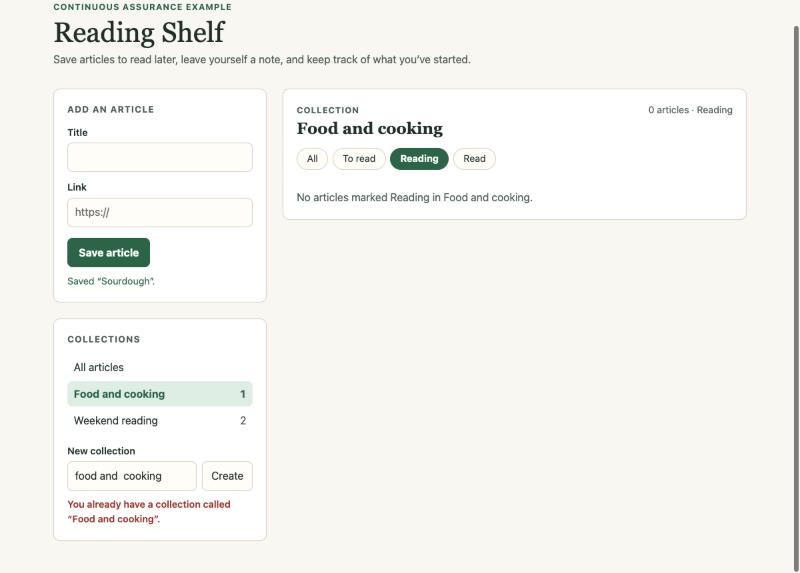 CONTINUOUS ASSURANCE EXAMPLE
Reading Shelf
Save articles to read later, leave yourself a note, and keep track of what you’ve started.
ADD AN ARTICLE
Title
Link
https://
Save article
Saved “Sourdough”.
COLLECTIONS
All articles
Food and cooking 1
Weekend reading 2
New collection
food and  cooking Create
You already have a collection called
“Food and cooking”.
COLLECTION 0 articles · Reading
Food and cooking
All To read Reading Read
No articles marked Reading in Food and cooking.